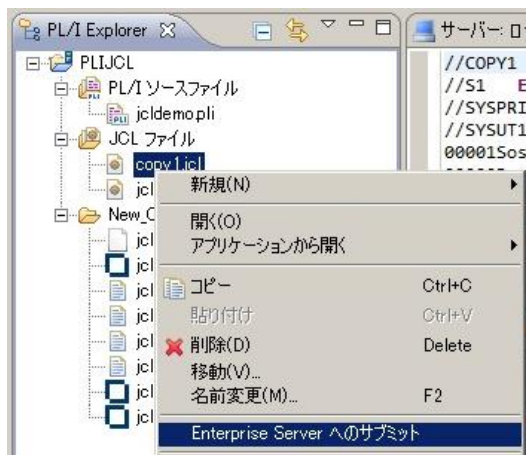 PL/I Explorer
PLIJCL
PL/I ソースファイル
jcldemo.pli
JCL ファイル
copy1.jcl
jcl
New_C
jcl
jcl
jcl
jcl
jcl
jcl
jcl
新規(N)
開く(O)
アプリケーションから開く
コピー Ctrl+C
貼り付け Ctrl+V
削除(D) Delete
移動(V)...
名前変更(M)... F2
Enterprise Server へのサブミット
サーバー: ロ
//COPY1
//S1 E
//SYSPRI
//SYSUT1
00001Sos